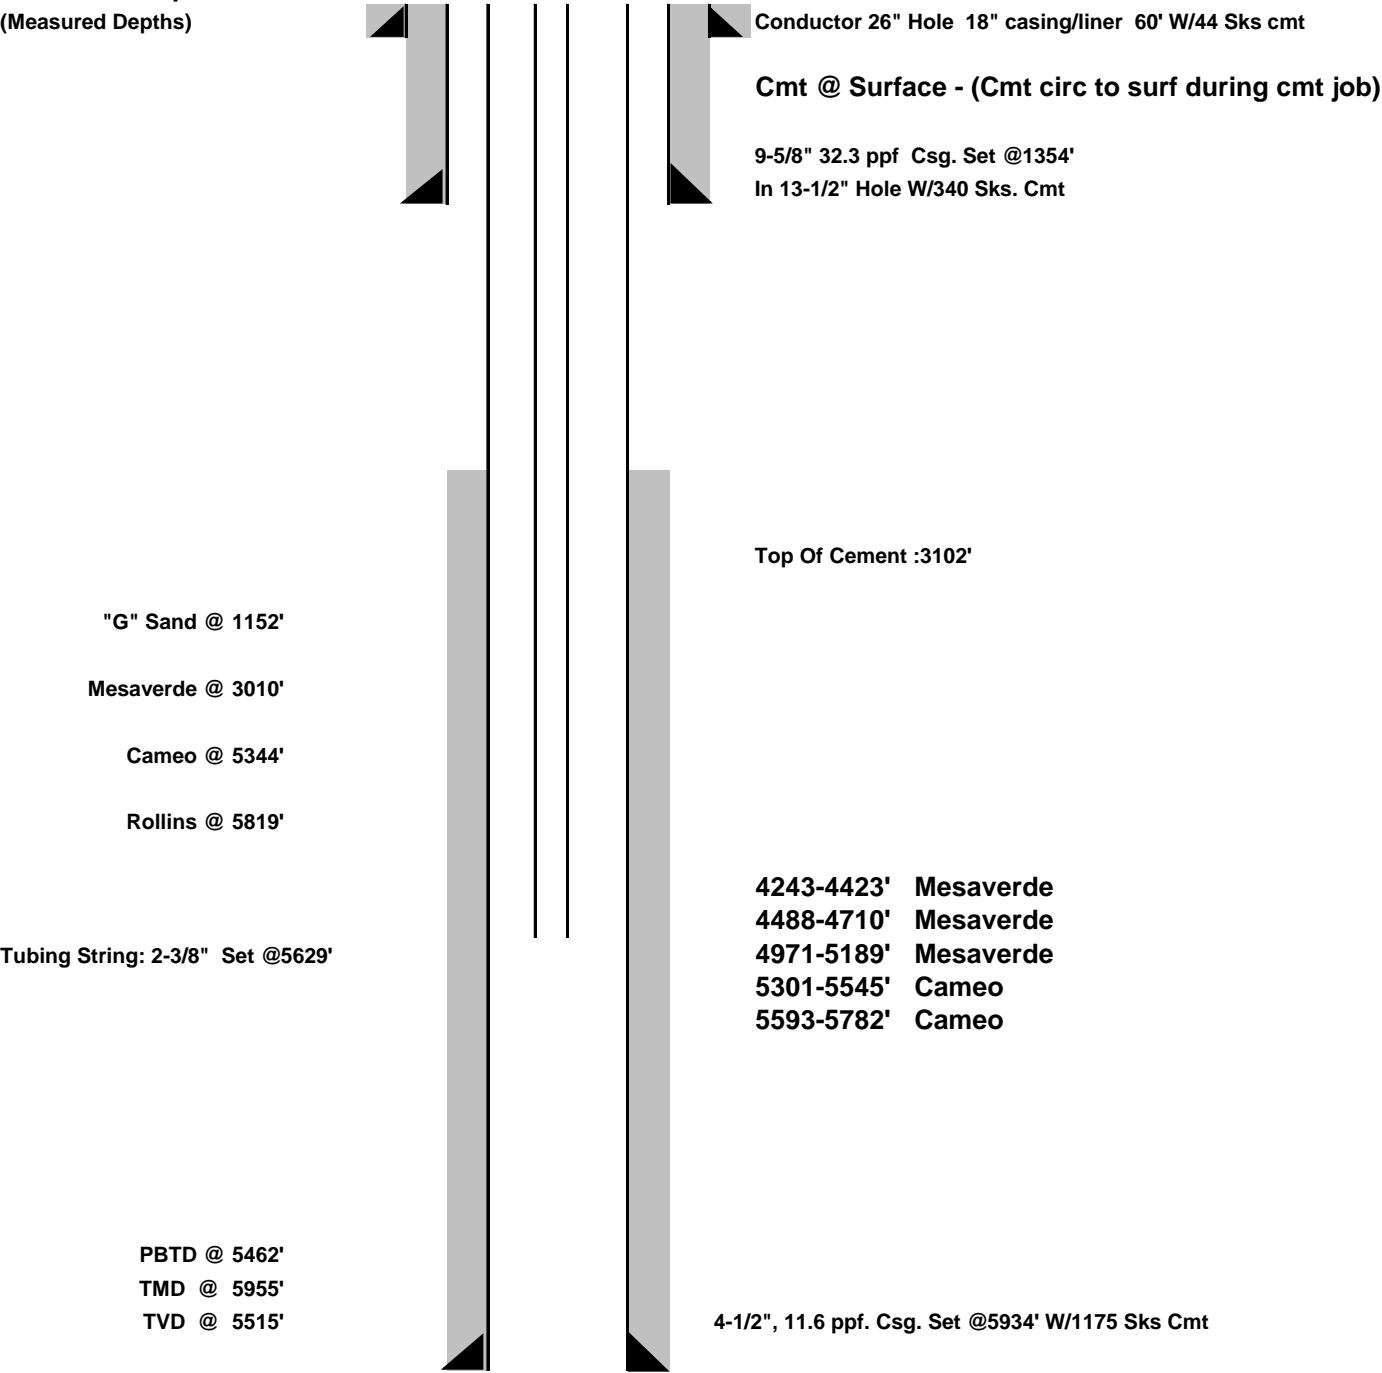 (Measured Depths)
Conductor 26" Hole 18" casing/liner 60' W/44 Sks cmt
Cmt @ Surface - (Cmt circ to surf during cmt job)
9-5/8" 32.3 ppf Csg. Set @1354'
In 13-1/2" Hole W/340 Sks. Cmt
Top Of Cement :3102'
"G" Sand @ 1152'
Mesaverde @ 3010'
Cameo @ 5344'
Rollins @ 5819'
4243-4423' Mesaverde
4488-4710' Mesaverde
Tubing String: 2-3/8" Set @5629'
4971-5189' Mesaverde
5301-5545' Cameo
5593-5782' Cameo
PBTD @ 5462'
TMD @ 5955'
TVD @ 5515'
4-1/2", 11.6 ppf. Csg. Set @5934' W/1175 Sks Cmt